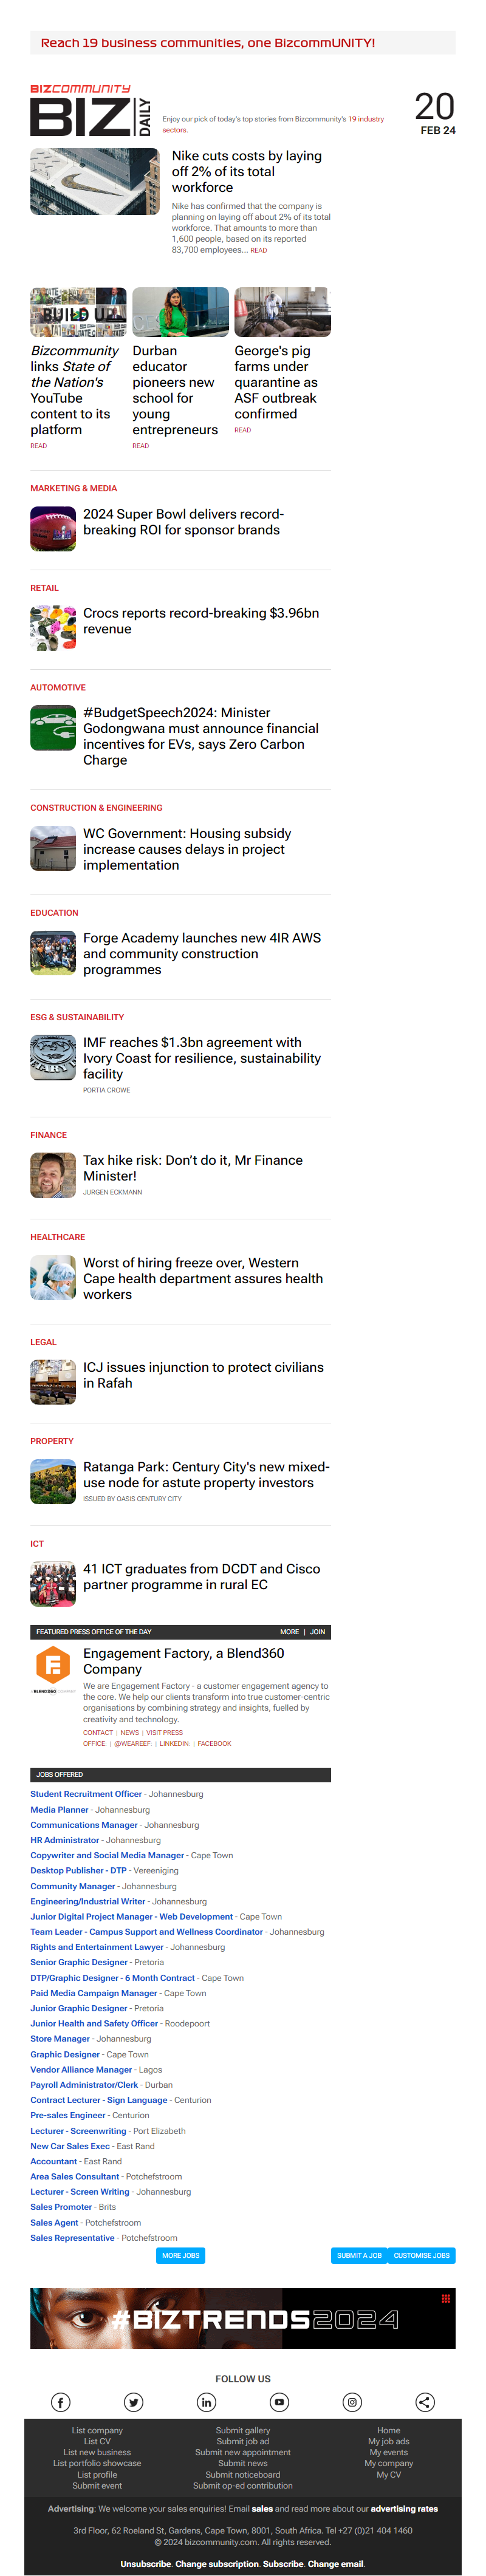 Reach 19 business communities, one BizcommUNITY!
BIZCOMMUNITY
BIZ DAILY
Enjoy our pick of today's top stories from Bizcommunity's 19 industry
sectors.
20
FEB 24
Nike cuts costs by laying
off 2% of its total
workforce
Nike has confirmed that the company is
planning on laying off about 2% of its total
workforce. That amounts to more than
1,600 people, based on its reported
83,700 employees... READ
BUILD
Bizcommunity
links State of
the Nation's
YouTube
content to its
platform
READ
Durban
educator
pioneers new
school for
young
entrepreneurs
READ
George's pig
farms under
quarantine as
ASF outbreak
confirmed
READ
MARKETING & MEDIA
2024 Super Bowl delivers record-
breaking ROI for sponsor brands
RETAIL
Crocs reports record-breaking $3.96bn
revenue
AUTOMOTIVE
#BudgetSpeech2024: Minister
Godongwana must announce financial
incentives for EVs, says Zero Carbon
Charge
CONSTRUCTION & ENGINEERING
WC Government: Housing subsidy
increase causes delays in project
implementation
EDUCATION
Forge Academy launches new 4IR AWS
and community construction
programmes
ESG & SUSTAINABILITY
IMF reaches $1.3bn agreement with
Ivory Coast for resilience, sustainability
facility
PORTIA CROWE
FINANCE
Tax hike risk: Don't do it, Mr Finance
Minister!
JURGEN ECKMANN
HEALTHCARE
Worst of hiring freeze over, Western
Cape health department assures health
workers
LEGAL
ICJ issues injunction to protect civilians
in Rafah
PROPERTY
Ratanga Park: Century City's new mixed-
use node for astute property investors
ISSUED BY OASIS CENTURY CITY
ICT
41 ICT graduates from DCDT and Cisco
partner programme in rural EC
FEATURED PRESS OFFICE OF THE DAY MORE | JOIN
BLEND360
Engagement Factory, a Blend360
Company
We are Engagement Factory - a customer engagement agency to
the core. We help our clients transform into true customer-centric
organisations by combining strategy and insights, fuelled by
creativity and technology.
CONTACT | NEWS | VISIT PRESS
OFFICE: | @WEAREEF: | LINKEDIN: | FACEBOOK
JOBS OFFERED
Student Recruitment Officer - Johannesburg
Media Planner - Johannesburg
Communications Manager - Johannesburg
HR Administrator - Johannesburg
Copywriter and Social Media Manager - Cape Town
Desktop Publisher - DTP - Vereeniging
Community Manager - Johannesburg
Engineering/Industrial Writer - Johannesburg
Junior Digital Project Manager - Web Development - Cape Town
Team Leader - Campus Support and Wellness Coordinator - Johannesburg
Rights and Entertainment Lawyer - Johannesburg
Senior Graphic Designer - Pretoria
DTP/Graphic Designer - 6 Month Contract - Cape Town
Paid Media Campaign Manager - Cape Town
Junior Graphic Designer - Pretoria
Junior Health and Safety Officer - Roodepoort
Store Manager - Johannesburg
Graphic Designer - Cape Town
Vendor Alliance Manager - Lagos
Payroll Administrator/Clerk - Durban
Contract Lecturer - Sign Language - Centurion
Pre-sales Engineer - Centurion
Lecturer - Screenwriting - Port Elizabeth
New Car Sales Exec - East Rand
Accountant - East Rand
Area Sales Consultant - Potchefstroom
Lecturer - Screen Writing - Johannesburg
Sales Promoter - Brits
Sales Agent - Potchefstroom
Sales Representative - Potchefstroom
MORE JOBS SUBMIT A JOB CUSTOMISE JOBS
#BIZTRENDS2024
FOLLOW US
List company
List CV
List new business
List portfolio showcase
List profile
Submit event
Submit gallery
Submit job ad
Submit new appointment
Submit news
Submit noticeboard
Submit op-ed contribution
Home
My job ads
My events
My company
My CV
Advertising: We welcome your sales enquiries! Email sales and read more about our advertising rates
3rd Floor, 62 Roeland St, Gardens, Cape Town, 8001, South Africa. Tel +27 (0)21 404 1460
© 2024 bizcommunity.com. All rights reserved.
Unsubscribe. Change subscription. Subscribe. Change email.